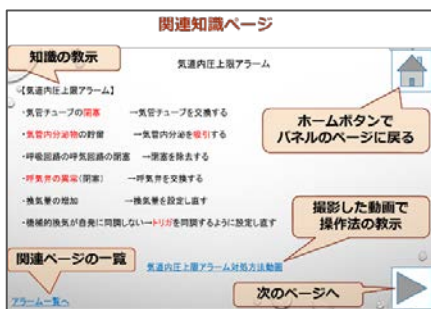 関連知識ページ
知識の教示
気道内圧上限アラーム
【気道内圧上限アラーム】
・気管チューブの閉塞　→気管チューブを交換する
・気管内分泌物の貯留　→気管内分泌を吸引する
・呼吸回路の呼気回路の閉塞　→閉塞を除去する
・呼気弁の異常(閉塞)　→呼気弁を交換する
・換気量の増加　→換気量を設定し直す
・機械的換気が自発に同調しない→トリガを同調するように設定し直す
ホームボタンで
パネルのページに戻る
撮影した動画で
操作法の教示
関連ページの一覧
気道内圧上限アラーム対処方法動画
次のページへ
アラーム一覧へ